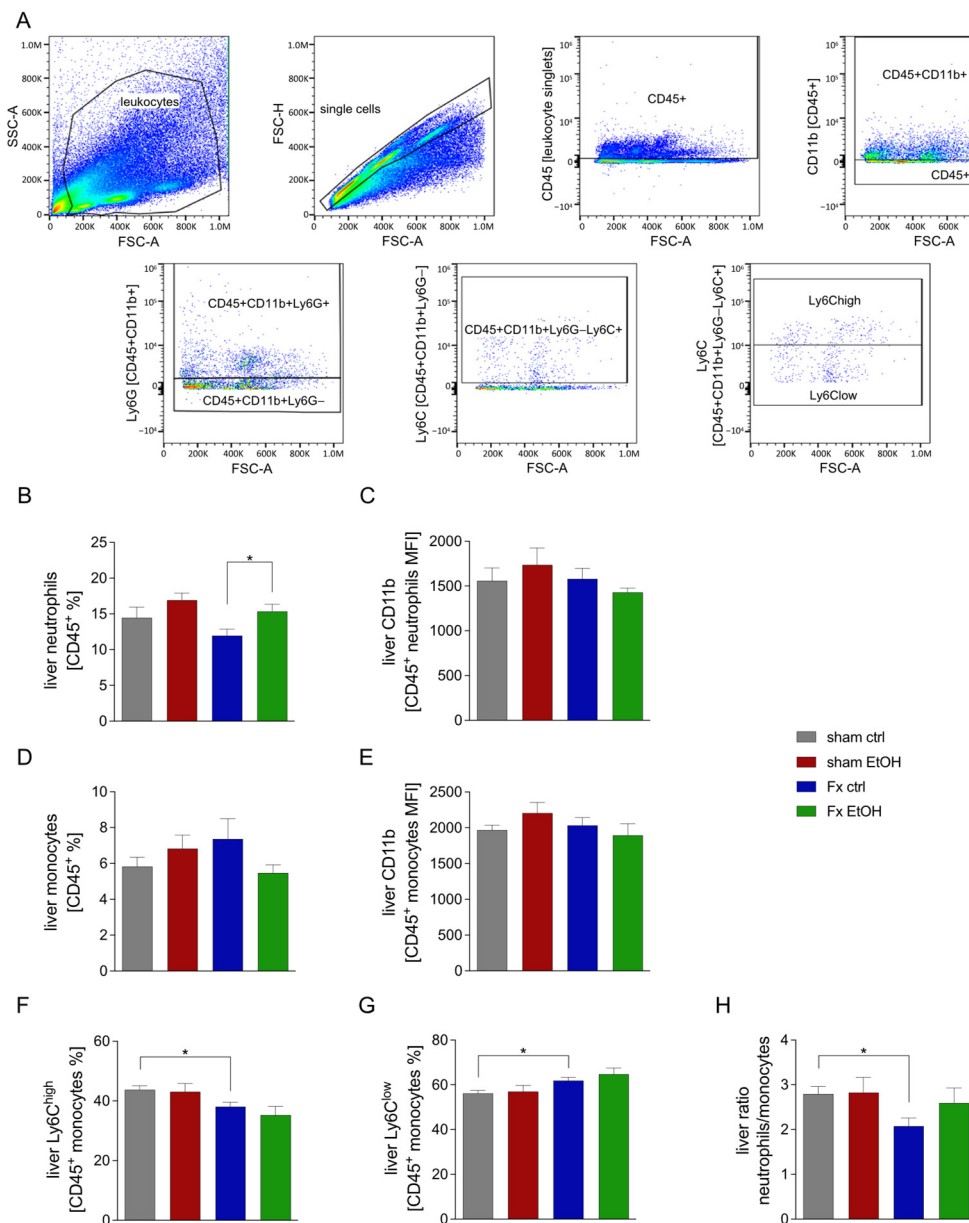 A
SSC-A
1.0M
800K
600K
400K
200K
0
leukocytes
0 200K 400K 600K 800K 1.0M
FSC-A
FSC-H
1.0M
800K
600K
400K
200K
0
single cells
0 200K 400K 600K 800K 1.0M
FSC-A
CD45 [leukocyte singlets]
10⁶
10⁵
10⁴
0
−10⁴
CD45+
0 200K 400K 600K 800K 1.0M
FSC-A
CD11b [CD45+]
10⁶
10⁵
10⁴
0
−10⁴
CD45+CD11b+
CD45+
0 200K 400K 600K
FSC-A
Ly6G [CD45+CD11b+]
10⁶
10⁵
10⁴
0
−10⁴
CD45+CD11b+Ly6G+
CD45+CD11b+Ly6G−
0 200K 400K 600K 800K 1.0M
FSC-A
Ly6C [CD45+CD11b+Ly6G−]
10⁶
10⁵
10⁴
0
−10⁴
CD45+CD11b+Ly6G−Ly6C+
0 200K 400K 600K 800K 1.0M
FSC-A
Ly6C
[CD45+CD11b+Ly6G−Ly6C+]
10⁶
10⁵
10⁴
0
−10⁴
Ly6Chigh
Ly6Clow
0 200K 400K 600K 800K 1.0M
FSC-A
B
liver neutrophils
[CD45⁺ %]
25
20
15
10
5
0
*
C
liver CD11b
[CD45⁺ neutrophils MFI]
2000
1500
1000
500
0
D
liver monocytes
[CD45⁺ %]
8
6
4
2
0
E
liver CD11b
[CD45⁺ monocytes MFI]
2500
2000
1500
1000
500
0
sham ctrl
sham EtOH
Fx ctrl
Fx EtOH
F
liver Ly6Cʰⁱᵍʰ
[CD45⁺ monocytes %]
60
40
20
0
*
G
liver Ly6Cˡᵒʷ
[CD45⁺ monocytes %]
80
60
40
20
0
*
H
liver ratio
neutrophils/monocytes
4
3
2
1
0
*